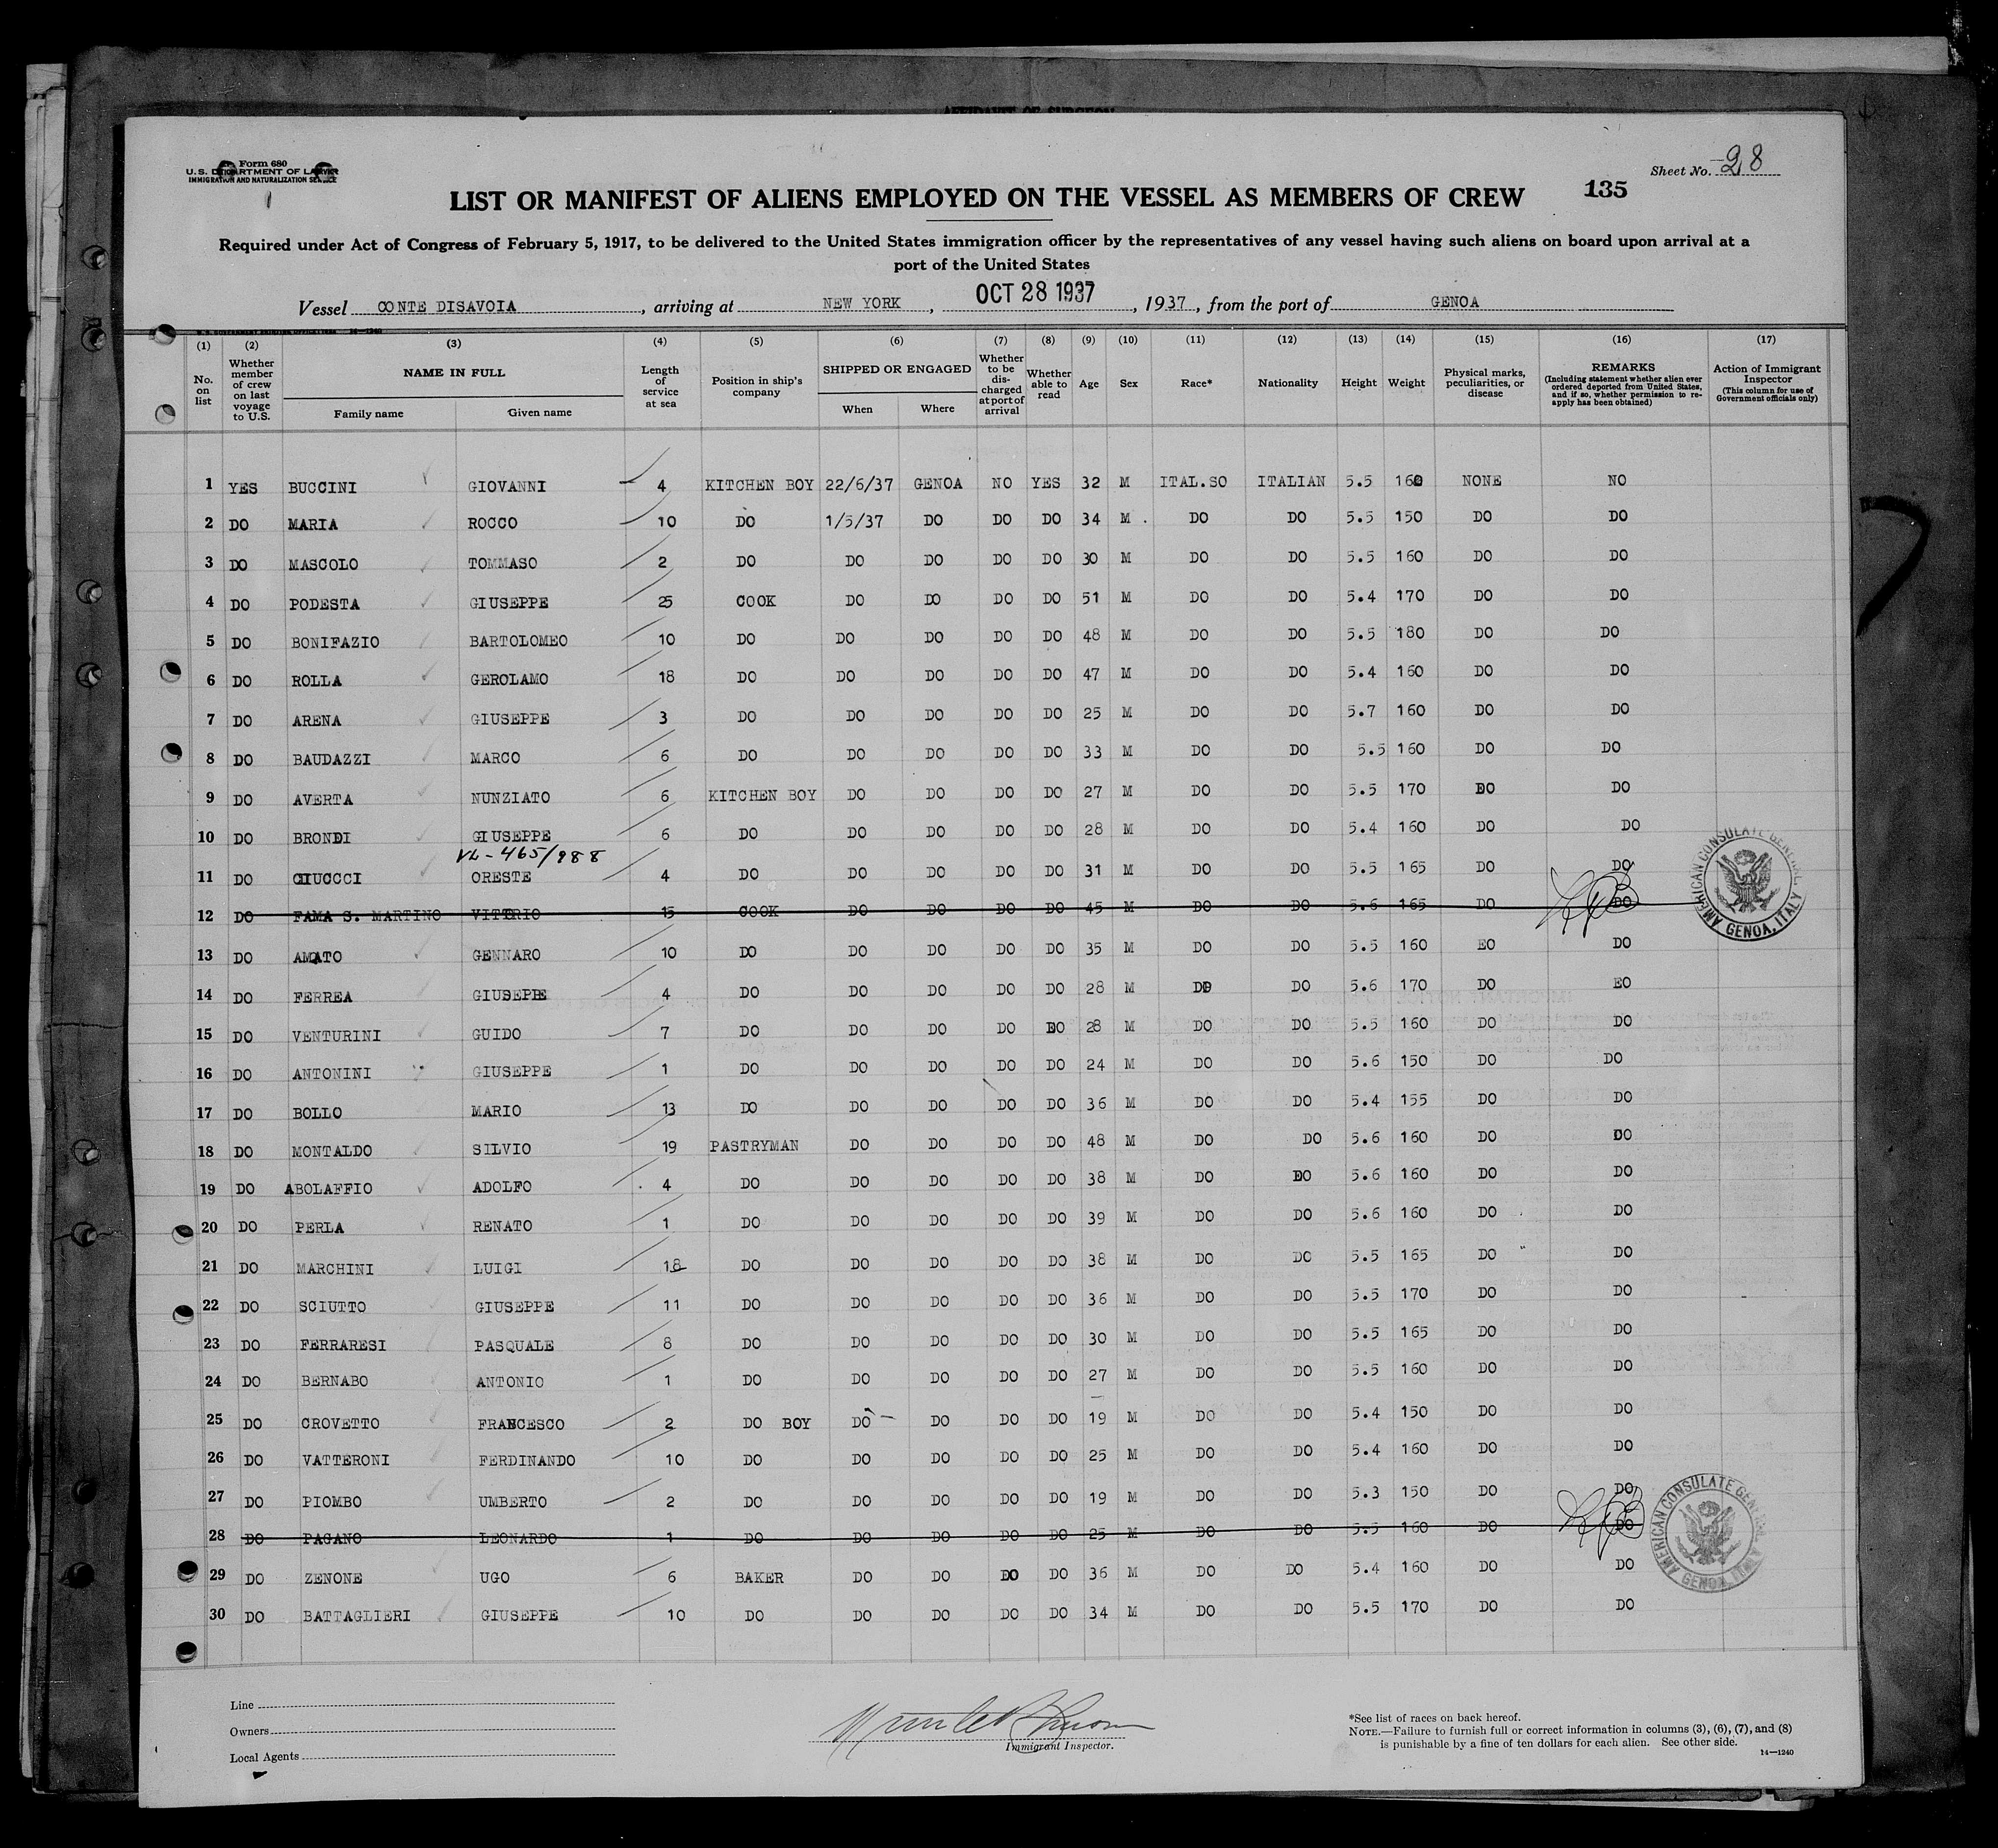 AFFIDAVIT OF SURGEON
Form 680
U.S. DEPARTMENT OF LABOR
IMMIGRATION AND NATURALIZATION SERVICE
Sheet No. 28
LIST OR MANIFEST OF ALIENS EMPLOYED ON THE VESSEL AS MEMBERS OF CREW 135
Required under Act of Congress of February 5, 1917, to be delivered to the United States immigration officer by the representatives of any vessel having such aliens on board upon arrival at a
port of the United States
Vessel CONTE DISAVOIA, arriving at NEW YORK, OCT 28 1937, 1937, from the port of GENOA
(1) (2) (3) (4) (5) (6) (7) (8) (9) (10) (11) (12) (13) (14) (15) (16) (17)
No. on list Whether member of crew on last voyage to U.S. NAME IN FULL Family name Given name Length of service at sea Position in ship's company SHIPPED OR ENGAGED When Where Whether to be discharged at port of arrival Whether able to read Age Sex Race* Nationality Height Weight Physical marks, peculiarities, or disease REMARKS (Including statement whether alien ever ordered deported from United States, and if so, whether permission to reapply has been obtained) Action of Immigrant Inspector (This column for use of Government officials only)
1 YES BUCCINI GIOVANNI 4 KITCHEN BOY 22/6/37 GENOA NO YES 32 M ITAL.SO ITALIAN 5.5 160 NONE NO
2 DO MARIA ROCCO 10 DO 1/5/37 DO DO DO 34 M . DO DO 5.5 150 DO DO
3 DO MASCOLO TOMMASO 2 DO DO DO DO DO 30 M DO DO 5.5 160 DO DO
4 DO PODESTA GIUSEPPE 25 COOK DO DO DO DO 51 M DO DO 5.4 170 DO DO
5 DO BONIFAZIO BARTOLOMEO 10 DO DO DO DO DO 48 M DO DO 5.5 180 DO DO
6 DO ROLLA GEROLAMO 18 DO DO DO DO DO 47 M DO DO 5.4 160 DO DO
7 DO ARENA GIUSEPPE 3 DO DO DO DO DO 25 M DO DO 5.7 160 DO DO
8 DO BAUDAZZI MARCO 6 DO DO DO DO DO 33 M DO DO 5.5 160 DO DO
9 DO AVERTA NUNZIATO 6 KITCHEN BOY DO DO DO DO 27 M DO DO 5.5 170 DO DO
10 DO BRONDI GIUSEPPE 6 DO DO DO DO DO 28 M DO DO 5.4 160 DO DO
VL-465/988
11 DO GIUCCCI ORESTE 4 DO DO DO DO DO 31 M DO DO 5.5 165 DO DO
12 DO FAMA S. MARTINO VITTRIO 15 COOK DO DO DO DO 45 M DO DO 5.6 165 DO DO
AMERICAN CONSULATE GENERAL GENOA, ITALY
13 DO AMATO GENNARO 10 DO DO DO DO DO 35 M DO DO 5.5 160 EO DO
14 DO FERREA GIUSEPPE 4 DO DO DO DO DO 28 M DO DO 5.6 170 DO EO
15 DO VENTURINI GUIDO 7 DO DO DO DO DO 28 M DO DO 5.5 160 DO DO
16 DO ANTONINI GIUSEPPE 1 DO DO DO DO DO 24 M DO DO 5.6 150 DO DO
17 DO BOLLO MARIO 13 DO DO DO DO DO 36 M DO DO 5.4 155 DO DO
18 DO MONTALDO SILVIO 19 PASTRYMAN DO DO DO DO 48 M DO DO 5.6 160 DO DO
19 DO ABOLAFFIO ADOLFO 4 DO DO DO DO DO 38 M DO DO 5.6 160 DO DO
20 DO PERLA RENATO 1 DO DO DO DO DO 39 M DO DO 5.6 160 DO DO
21 DO MARCHINI LUIGI 18 DO DO DO DO DO 38 M DO DO 5.5 165 DO DO
22 DO SCIUTTO GIUSEPPE 11 DO DO DO DO DO 36 M DO DO 5.5 170 DO DO
23 DO FERRARESI PASQUALE 8 DO DO DO DO DO 30 M DO DO 5.5 165 DO DO
24 DO BERNABO ANTONIO 1 DO DO DO DO DO 27 M DO DO 5.5 160 DO DO
25 DO CROVETTO FRANCESCO 2 DO BOY DO DO DO DO 19 M DO DO 5.4 150 DO DO
26 DO VATTERONI FERDINANDO 10 DO DO DO DO DO 25 M DO DO 5.4 160 DO DO
27 DO PIOMBO UMBERTO 2 DO DO DO DO DO 19 M DO DO 5.3 150 DO DO
28 DO PAGANO LEONARDO 1 DO DO DO DO DO 25 M DO DO 5.5 160 DO DO
AMERICAN CONSULATE GENERAL GENOA, ITALY
29 DO ZENONE UGO 6 BAKER DO DO DO DO 36 M DO DO 5.4 160 DO DO
30 DO BATTAGLIERI GIUSEPPE 10 DO DO DO DO DO 34 M DO DO 5.5 170 DO DO
Line
Owners
Local Agents
Immigrant Inspector.
*See list of races on back hereof.
NOTE.—Failure to furnish full or correct information in columns (3), (6), (7), and (8)
is punishable by a fine of ten dollars for each alien. See other side.
14—1240